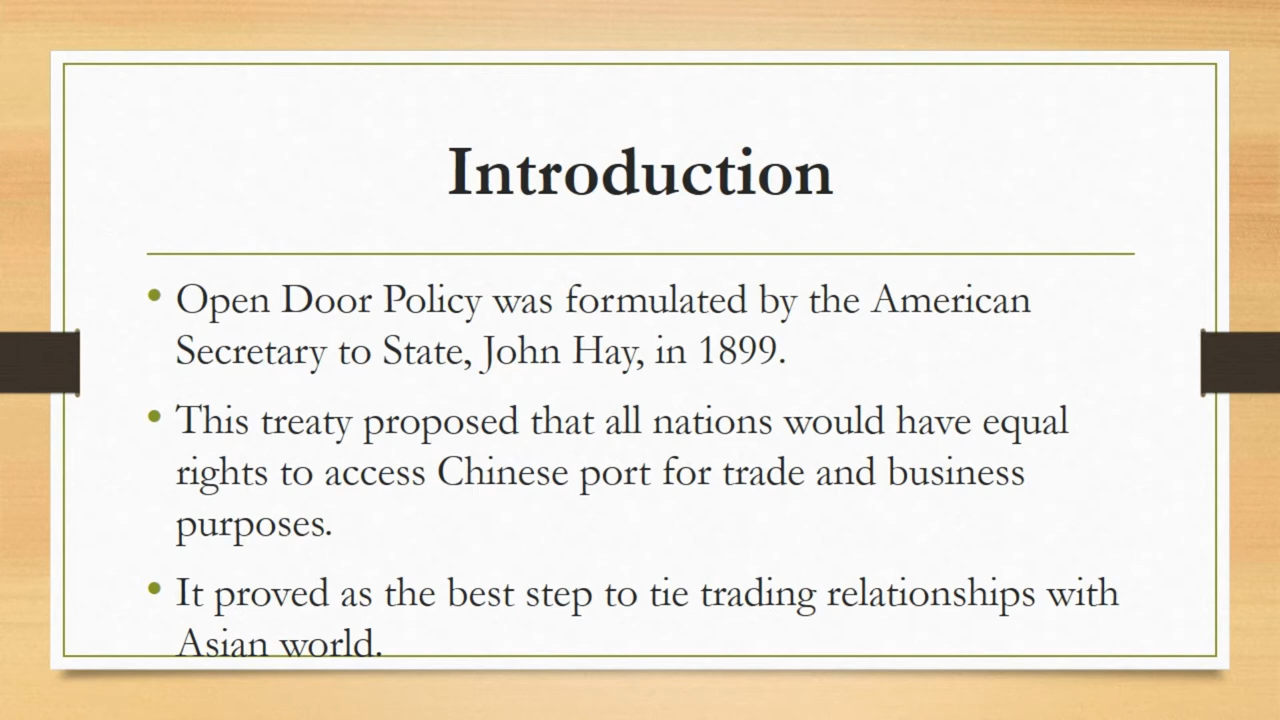 Introduction
• Open Door Policy was formulated by the American
Secretary to State, John Hay, in 1899.
• This treaty proposed that all nations would have equal
rights to access Chinese port for trade and business
purposes.
• It proved as the best step to tie trading relationships with
Asian world.